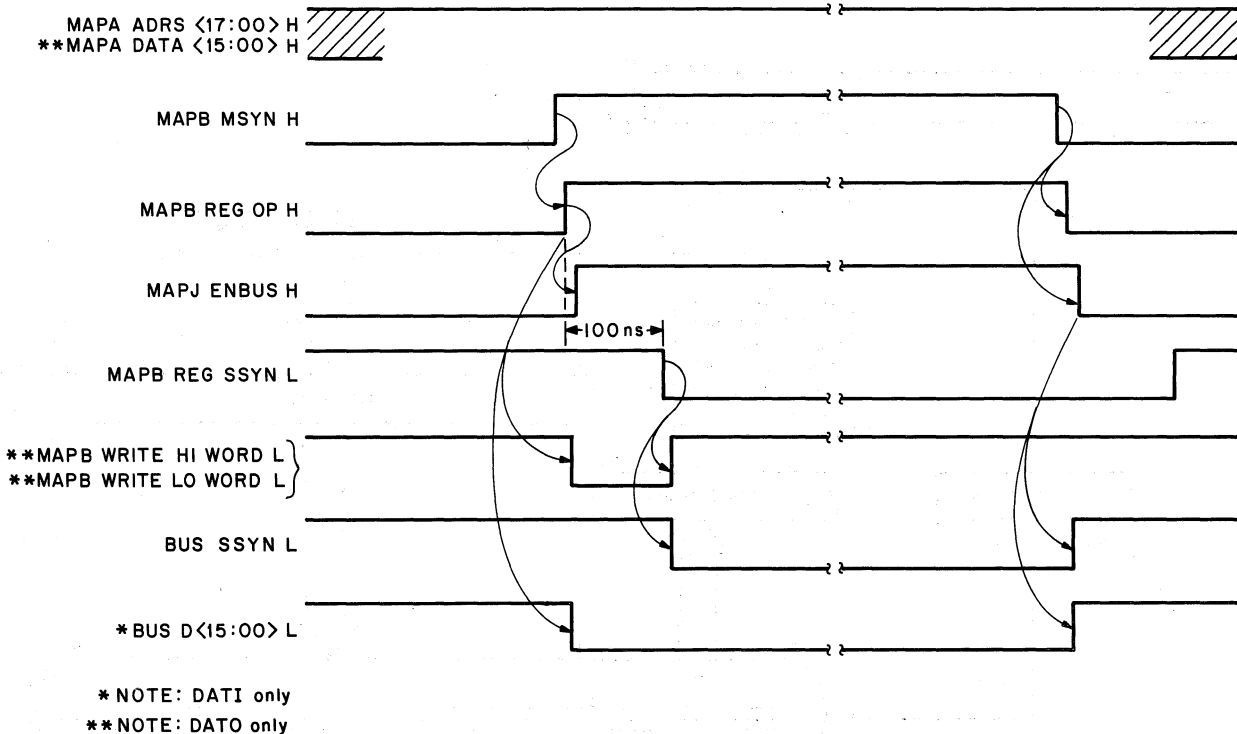 MAPA ADRS <17:00> H
**MAPA DATA <15:00> H
MAPB MSYN H
MAPB REG OP H
MAPJ ENBUS H
100 ns
MAPB REG SSYN L
**MAPB WRITE HI WORD L
**MAPB WRITE LO WORD L
BUS SSYN L
*BUS D<15:00> L
*NOTE: DATI only
**NOTE: DATO only